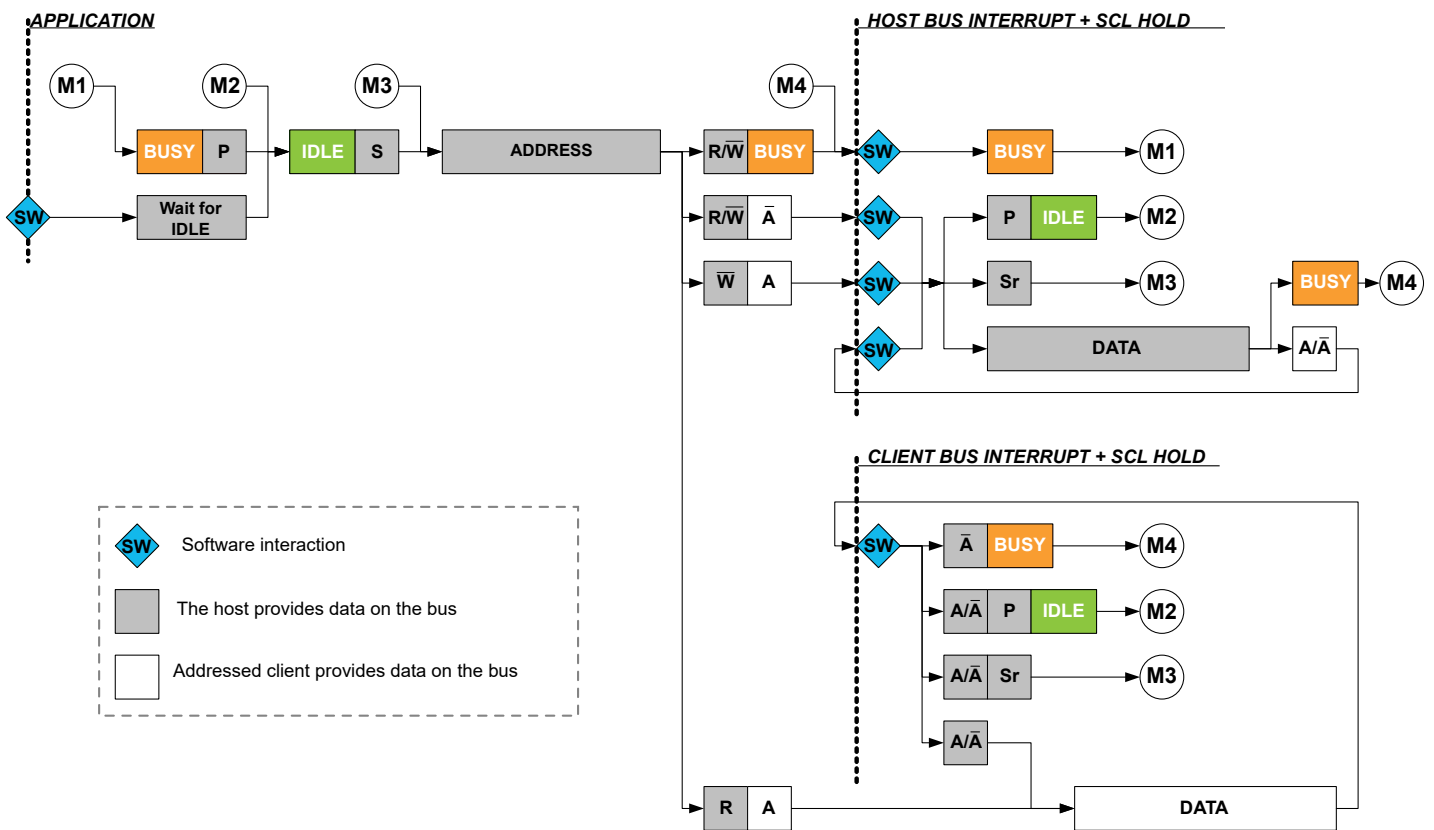 APPLICATION
HOST BUS INTERRUPT + SCL HOLD
M1
M2
M3
M4
BUSY P
IDLE S
ADDRESS
R/W̅ BUSY
SW
BUSY
M1
SW
Wait for
IDLE
R/W̅ A̅
SW
P IDLE
M2
W̅ A
SW
Sr
M3
BUSY
M4
SW
DATA
A/A̅
CLIENT BUS INTERRUPT + SCL HOLD
SW
A̅ BUSY
M4
A/A̅ P IDLE
M2
A/A̅ Sr
M3
A/A̅
R A
DATA
SW Software interaction
The host provides data on the bus
Addressed client provides data on the bus